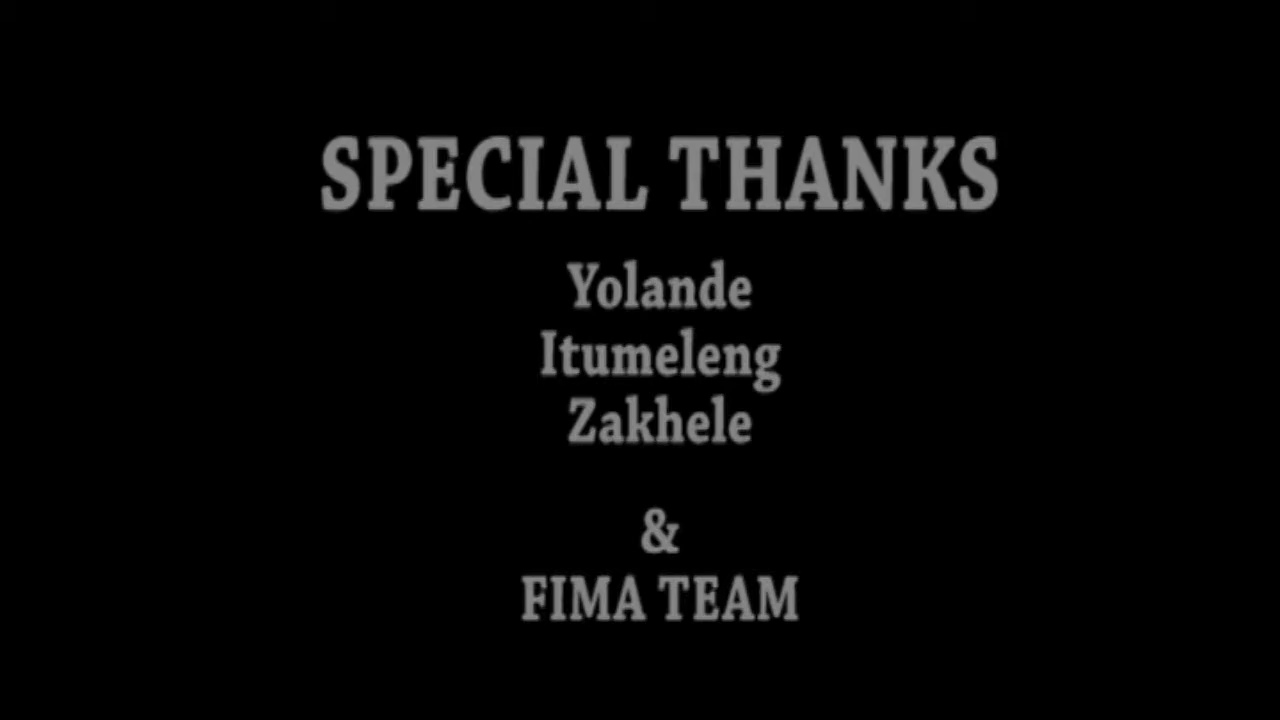 SPECIAL THANKS
Yolande
Itumeleng
Zakhele
&
FIMA TEAM